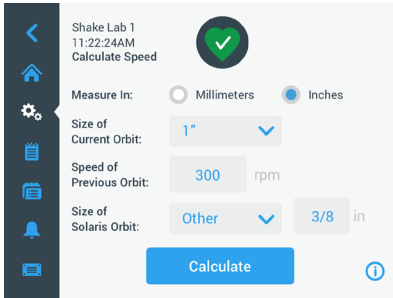 Shake Lab 1
11:22:24AM
Calculate Speed
Measure In: Millimeters Inches
Size of
Current Orbit: 1”
Speed of
Previous Orbit: 300 rpm
Size of
Solaris Orbit: Other 3/8 in
Calculate